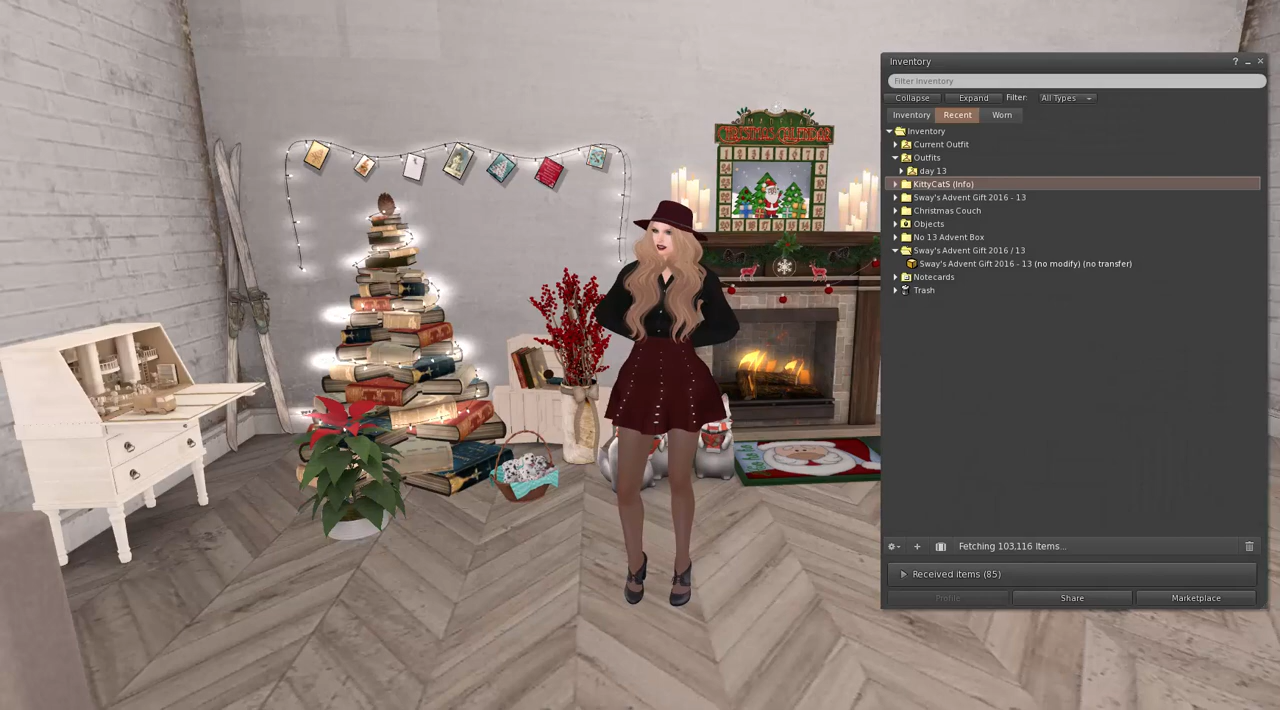 CHRISTMAS CALENDAR
Inventory
?
Filter Inventory
Collapse Expand Filter: All Types
Inventory Recent Worn
Inventory
Current Outfit
Outfits
day 13
KittyCatS (Info)
Sway's Advent Gift 2016 - 13
Christmas Couch
Objects
No 13 Advent Box
Sway's Advent Gift 2016 / 13
Sway's Advent Gift 2016 - 13 (no modify) (no transfer)
Notecards
Trash
Fetching 103,116 Items...
Received items (85)
Profile Share Marketplace